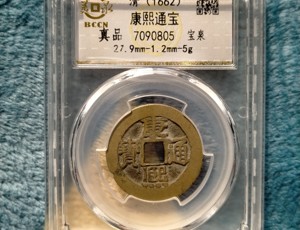 清 (1662)
康熙通宝
BCCN
真品 7090805 宝泉
27.9mm-1.2mm-5g
康熙通寶